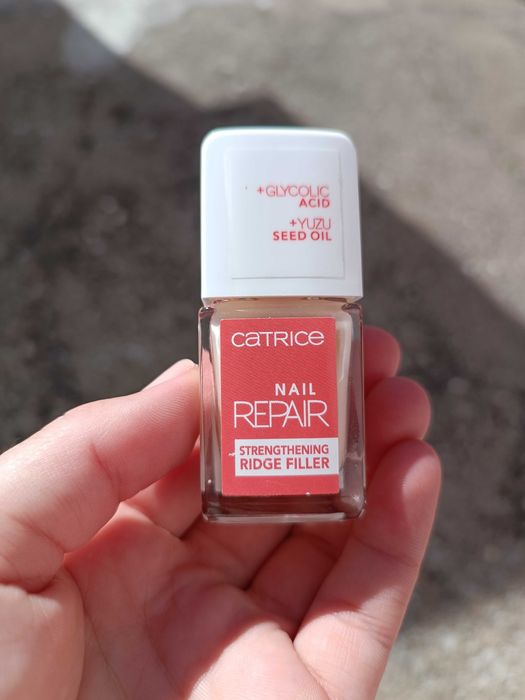 +GLYCOLIC
ACID
+YUZU
SEED OIL
CATRICE
NAIL
REPAIR
STRENGTHENING
RIDGE FILLER